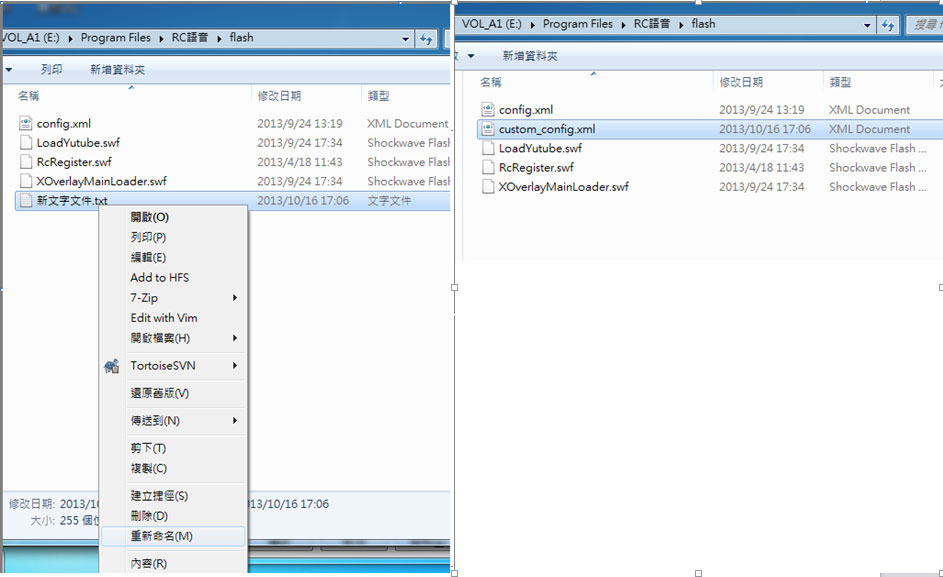 VOL_A1 (E:) ▸ Program Files ▸ RC語音 ▸ flash
列印 新增資料夾
名稱 修改日期 類型
config.xml 2013/9/24 13:19 XML Document
LoadYutube.swf 2013/9/24 17:34 Shockwave Flash
RcRegister.swf 2013/4/18 11:43 Shockwave Flash
XOverlayMainLoader.swf 2013/9/24 17:34 Shockwave Flash
新文字文件.txt 2013/10/16 17:06 文字文件
開啟(O)
列印(P)
編輯(E)
Add to HFS
7-Zip
Edit with Vim
開啟檔案(H)
TortoiseSVN
還原舊版(V)
傳送到(N)
剪下(T)
複製(C)
建立捷徑(S)
刪除(D)
重新命名(M)
內容(R)
修改日期: 2013/10 013/10/16 17:06
大小: 255 個位
VOL_A1 (E:) ▸ Program Files ▸ RC語音 ▸ flash
搜尋
新增資料夾
名稱 修改日期 類型
config.xml 2013/9/24 13:19 XML Document
custom_config.xml 2013/10/16 17:06 XML Document
LoadYutube.swf 2013/9/24 17:34 Shockwave Flash ...
RcRegister.swf 2013/4/18 11:43 Shockwave Flash ...
XOverlayMainLoader.swf 2013/9/24 17:34 Shockwave Flash ...